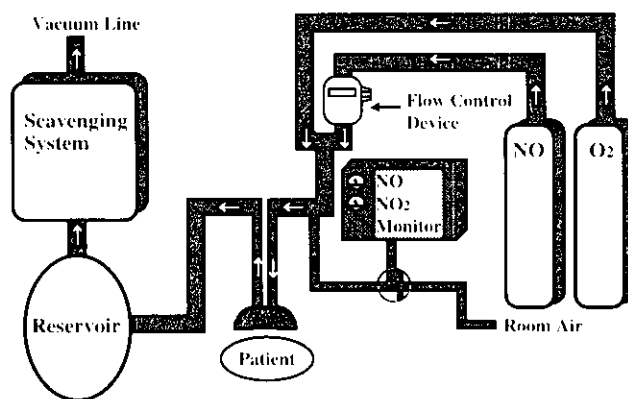 Vacuum Line
Scavenging
System
Flow Control
Device
NO
O2
NO
NO2
Monitor
Reservoir
Room Air
Patient